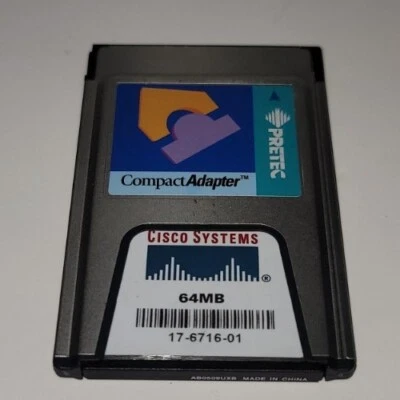 CompactAdapter™
PRETEC
CISCO SYSTEMS
®
64MB
17-6716-01
MADE IN CHINA